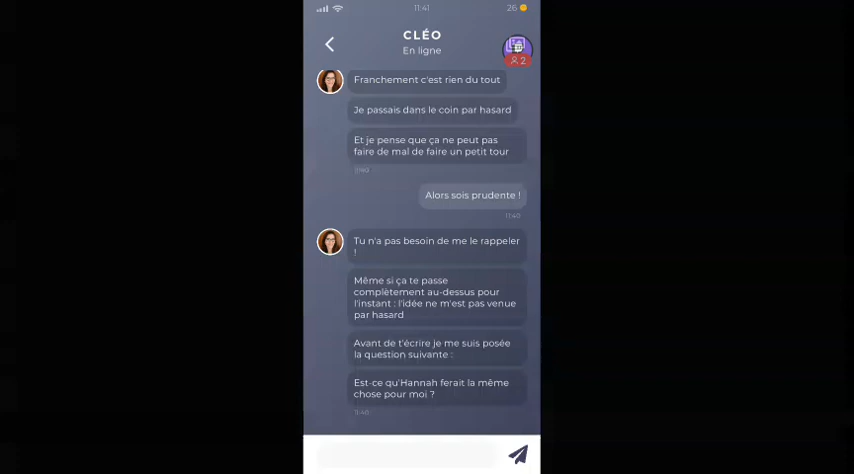 11:41
26
CLÉO
En ligne
2
Franchement c'est rien du tout
Je passais dans le coin par hasard
Et je pense que ça ne peut pas
faire de mal de faire un petit tour
11:40
Alors sois prudente !
11:40
Tu n'a pas besoin de me le rappeler
!
Même si ça te passe
complètement au-dessus pour
l'instant : l'idée ne m'est pas venue
par hasard
Avant de t'écrire je me suis posée
la question suivante :
Est-ce qu'Hannah ferait la même
chose pour moi ?
11:40